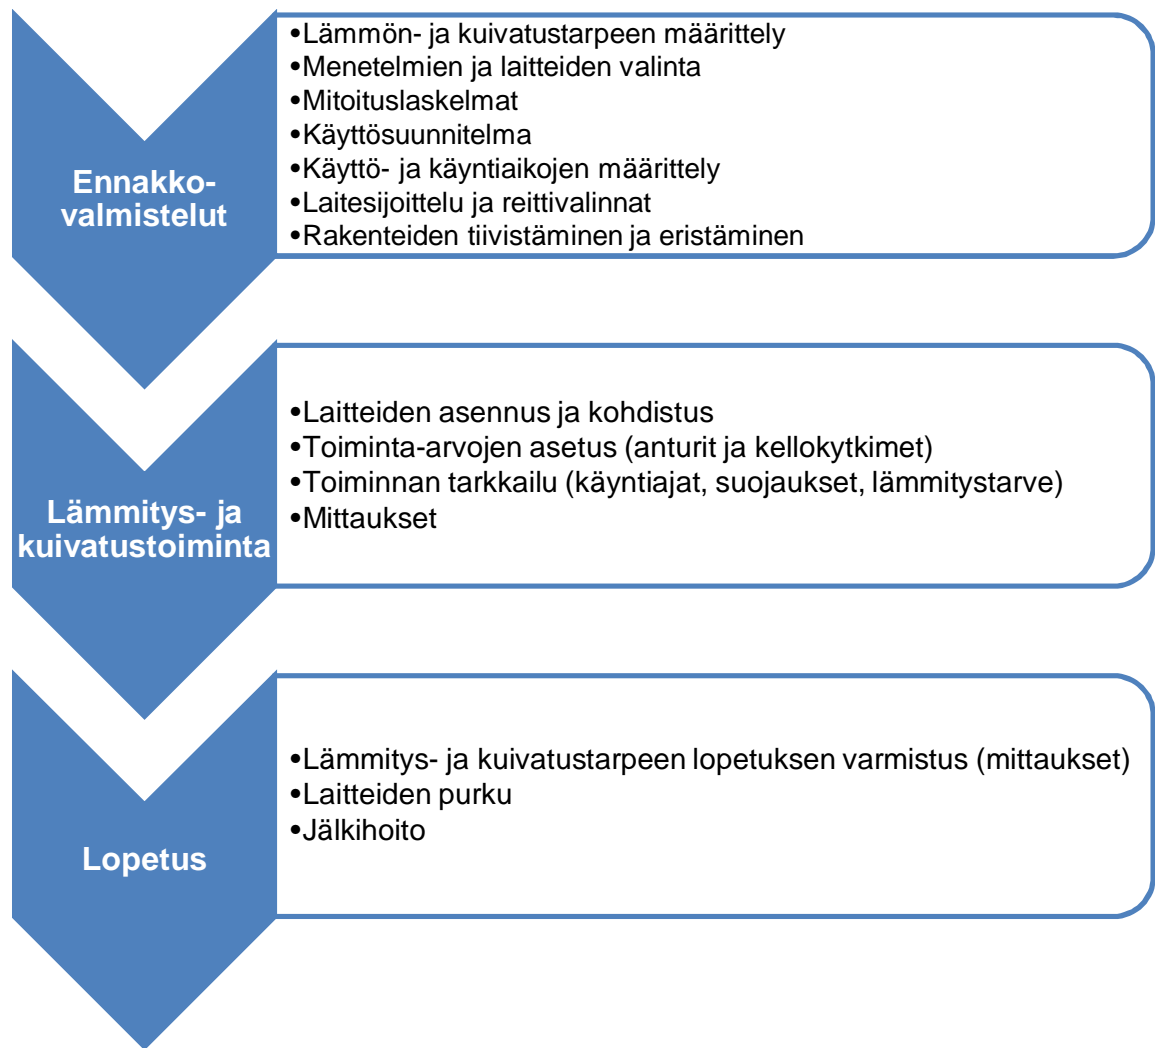 Ennakko-
valmistelut
•Lämmön- ja kuivatustarpeen määrittely
•Menetelmien ja laitteiden valinta
•Mitoituslaskelmat
•Käyttösuunnitelma
•Käyttö- ja käyntiaikojen määrittely
•Laitesijoittelu ja reittivalinnat
•Rakenteiden tiivistäminen ja eristäminen
Lämmitys- ja
kuivatustoiminta
•Laitteiden asennus ja kohdistus
•Toiminta-arvojen asetus (anturit ja kellokytkimet)
•Toiminnan tarkkailu (käyntiajat, suojaukset, lämmitystarve)
•Mittaukset
Lopetus
•Lämmitys- ja kuivatustarpeen lopetuksen varmistus (mittaukset)
•Laitteiden purku
•Jälkihoito